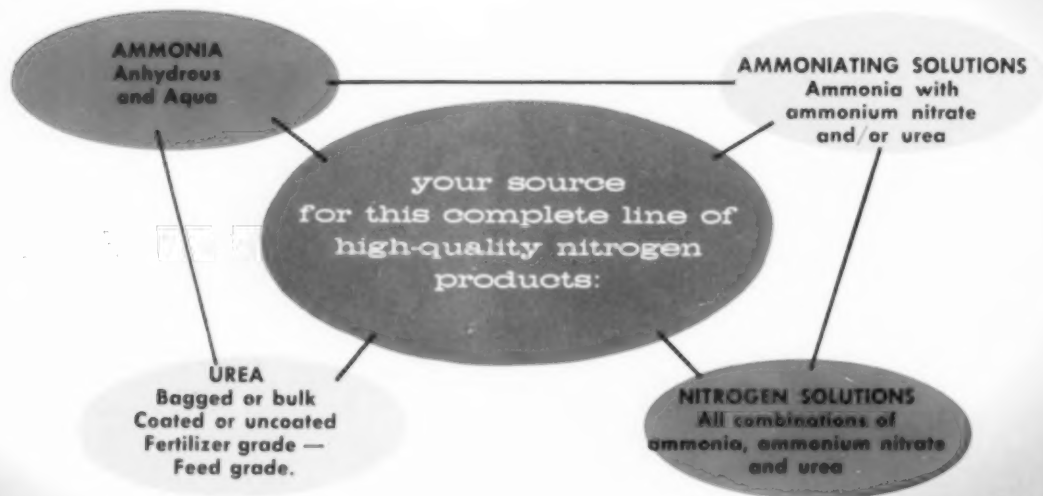 AMMONIA
Anhydrous
and Aqua
AMMONIATING SOLUTIONS
Ammonia with
ammonium nitrate
and/or urea
your source
for this complete line of
high-quality nitrogen
products:
UREA
Bagged or bulk
Coated or uncoated
Fertilizer grade —
Feed grade.
NITROGEN SOLUTIONS
All combinations of
ammonia, ammonium nitrate
and urea